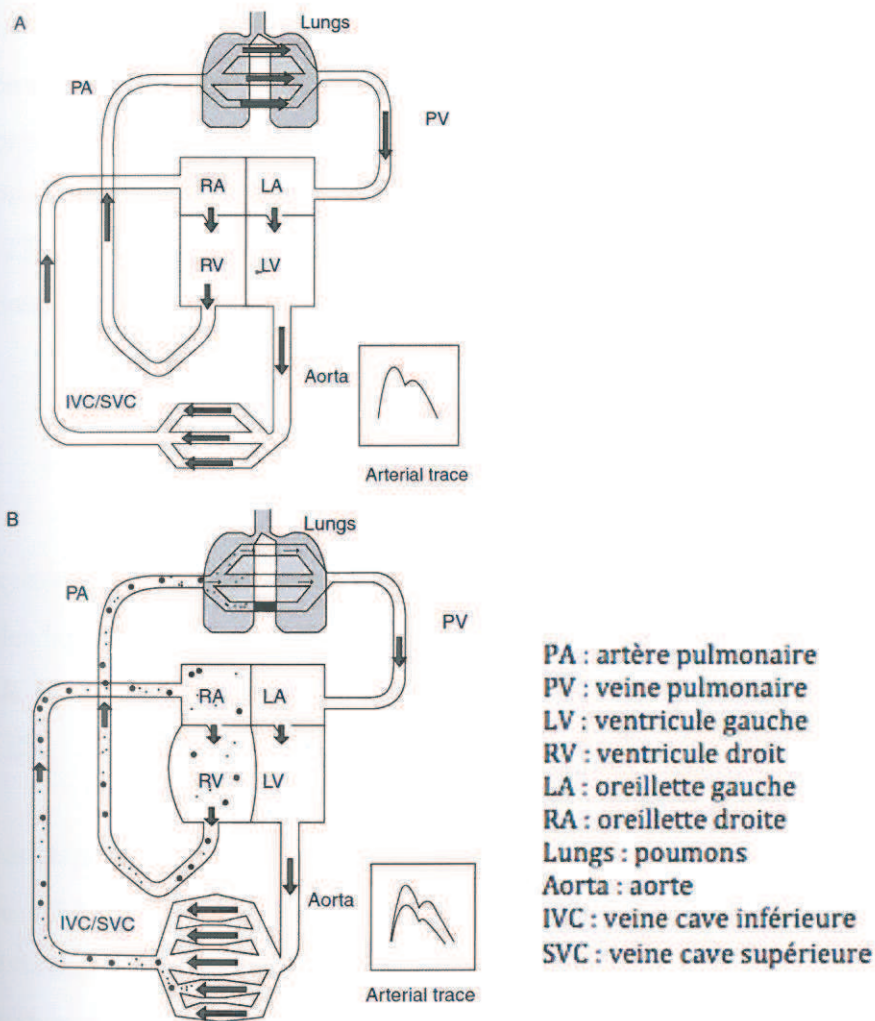 A
Lungs
PA
PV
RA
LA
RV
LV
Aorta
IVC/SVC
Arterial trace
B
Lungs
PA
PV
RA
LA
RV
LV
Aorta
IVC/SVC
Arterial trace
PA : artère pulmonaire
PV : veine pulmonaire
LV : ventricule gauche
RV : ventricule droit
LA : oreillette gauche
RA : oreillette droite
Lungs : poumons
Aorta : aorte
IVC : veine cave inférieure
SVC : veine cave supérieure